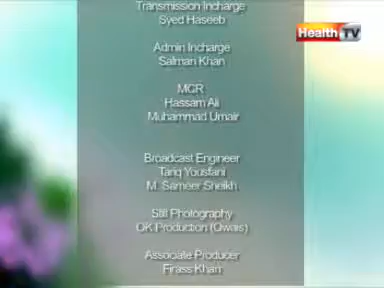 Transmission Incharge
Syed Haseeb
Health TV
Admin Incharge
Salman Khan
MCR
Hassam Ali
Muhammad Umair
Broadcast Engineer
Tariq Yousfani
M. Sameer Sheikh
Still Photography
OK Production (Owais)
Associate Producer
Firass Khan